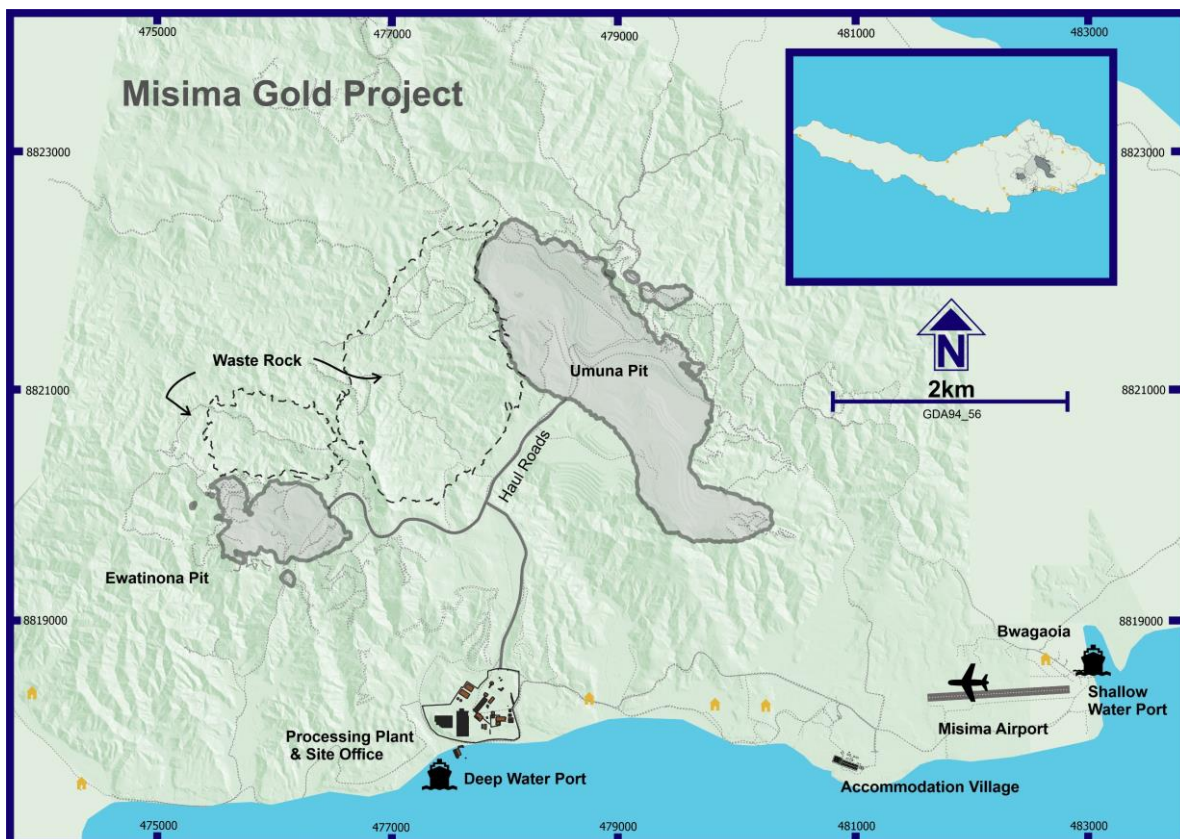 475000
477000
479000
481000
483000
Misima Gold Project
8823000
8823000
N
2km
GDA94_56
Waste Rock
Umuna Pit
8821000
8821000
Haul Roads
Ewatinona Pit
8819000
8819000
Bwagaoia
Shallow
Water Port
Misima Airport
Processing Plant
& Site Office
Deep Water Port
Accommodation Village
475000
477000
479000
481000
483000